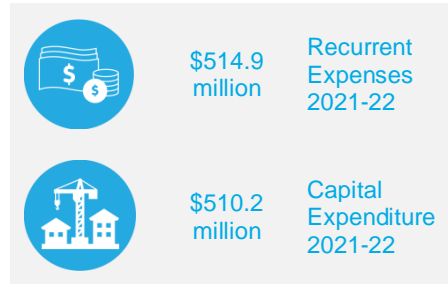 $514.9
million
Recurrent
Expenses
2021-22
$
$
$510.2
million
Capital
Expenditure
2021-22